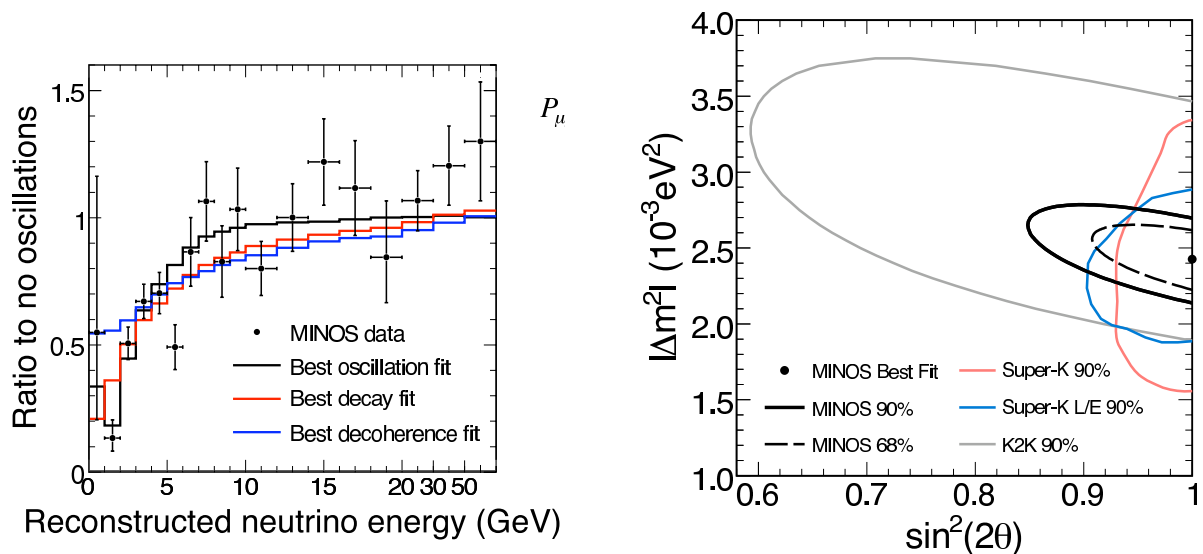 1.5
1
0.5
0
Ratio to no oscillations
P_μ
MINOS data
Best oscillation fit
Best decay fit
Best decoherence fit
0 5 10 15 20 30 50
Reconstructed neutrino energy (GeV)
4.0
3.5
3.0
2.5
2.0
1.5
1.0
|Δm²| (10⁻³eV²)
MINOS Best Fit
MINOS 90%
MINOS 68%
Super-K 90%
Super-K L/E 90%
K2K 90%
0.6 0.7 0.8 0.9 1
sin²(2θ)